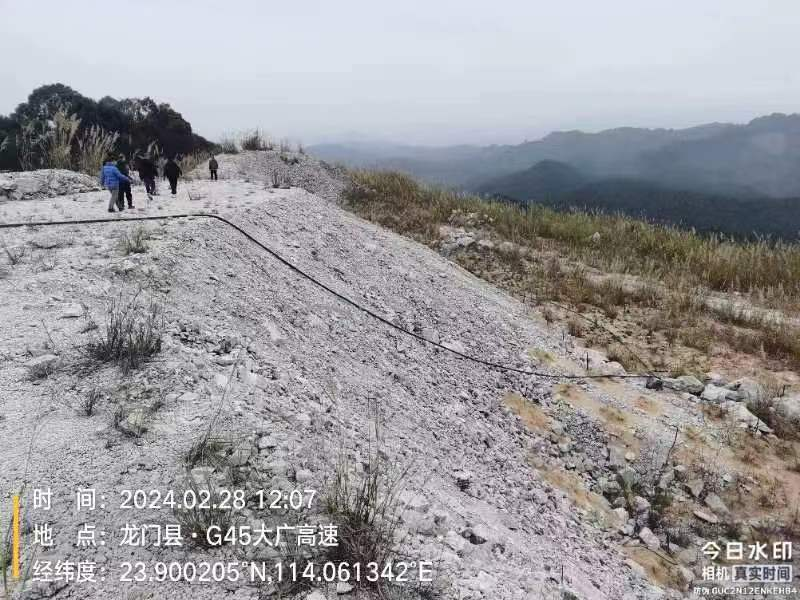 时 间：2024.02.28 12:07
地 点：龙门县·G45大广高速
经纬度：23.900205°N,114.061342°E
今日水印
相机 真实时间
防伪 GUC2N12ENKEHB4